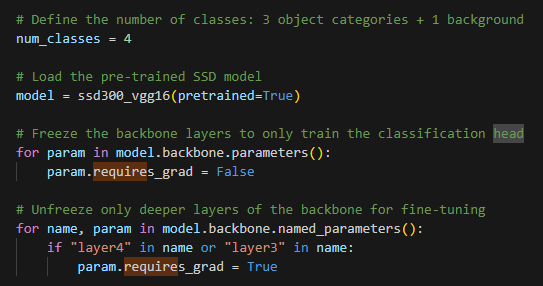 # Define the number of classes: 3 object categories + 1 background
num_classes = 4
# Load the pre-trained SSD model
model = ssd300_vgg16(pretrained=True)
# Freeze the backbone layers to only train the classification head
for param in model.backbone.parameters():
    param.requires_grad = False
# Unfreeze only deeper layers of the backbone for fine-tuning
for name, param in model.backbone.named_parameters():
    if "layer4" in name or "layer3" in name:
        param.requires_grad = True